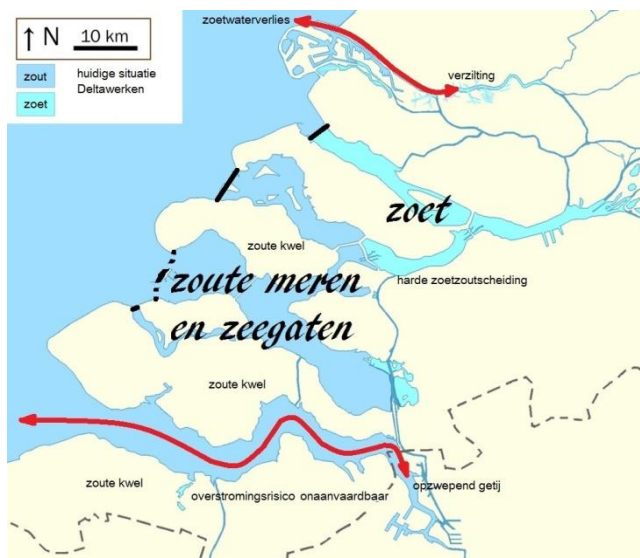 ↑ N 10 km
zout huidige situatie
Deltawerken
zoet
zoetwaterverlies
verzilting
zoet
zoute kwel
harde zoetzoutscheiding
zoute meren
en zeegaten
zoute kwel
zoute kwel
overstromingsrisico onaanvaardbaar
opzwepend getij